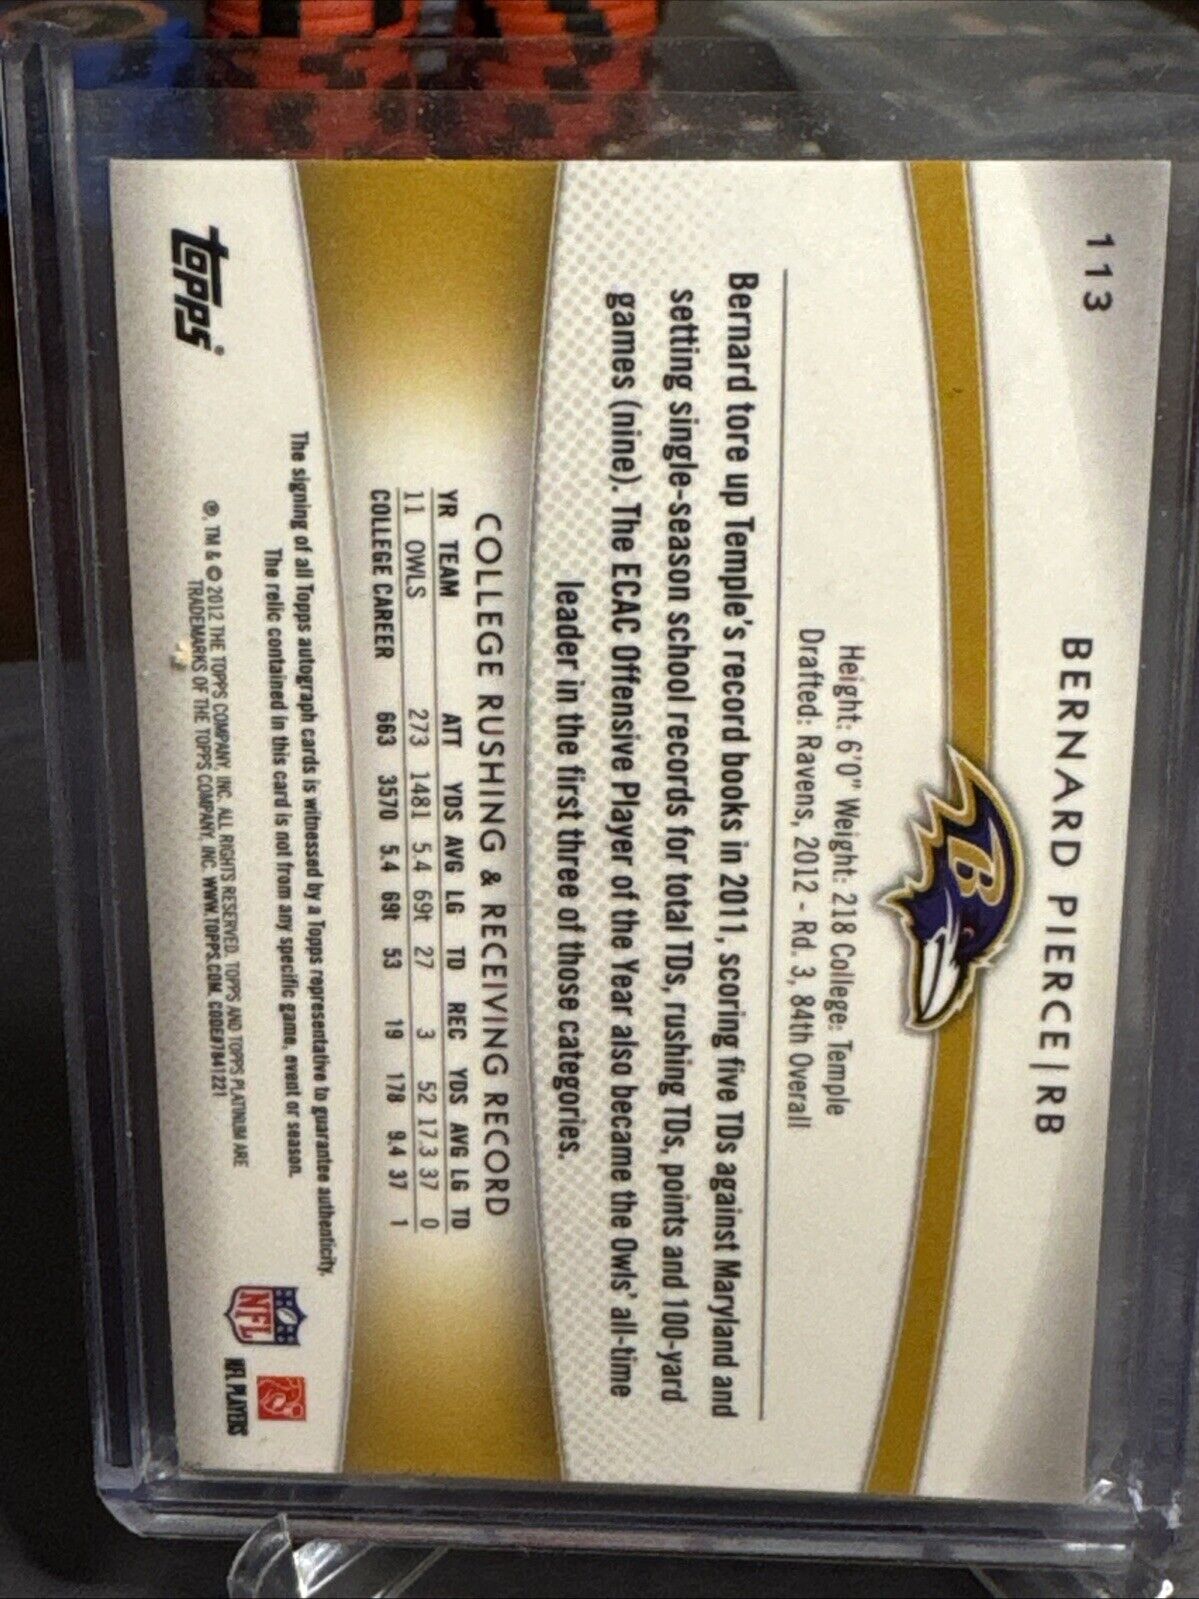 113
BERNARD PIERCE | RB
B
Height: 6'0" Weight: 218 College: Temple
Drafted: Ravens, 2012 - Rd. 3, 84th Overall
Bernard tore up Temple's record books in 2011, scoring five TDs against Maryland and
setting single-season school records for total TDs, rushing TDs, points and 100-yard
games (nine). The ECAC Offensive Player of the Year also became the Owls' all-time
leader in the first three of those categories.
COLLEGE RUSHING & RECEIVING RECORD
YR TEAM ATT YDS AVG LG TD REC YDS AVG LG TD
11 OWLS 273 1481 5.4 69t 27 3 52 17.3 37 0
COLLEGE CAREER 663 3570 5.4 69t 53 19 178 9.4 37 1
The signing of all Topps autograph cards is witnessed by a Topps representative to guarantee authenticity.
The relic contained in this card is not from any specific game, event or season.
®, TM & © 2012 THE TOPPS COMPANY, INC. ALL RIGHTS RESERVED. TOPPS AND TOPPS PLATINUM ARE
TRADEMARKS OF THE TOPPS COMPANY, INC. WWW.TOPPS.COM. CODE#7841221
Topps®
NFL
NFL PLAYERS